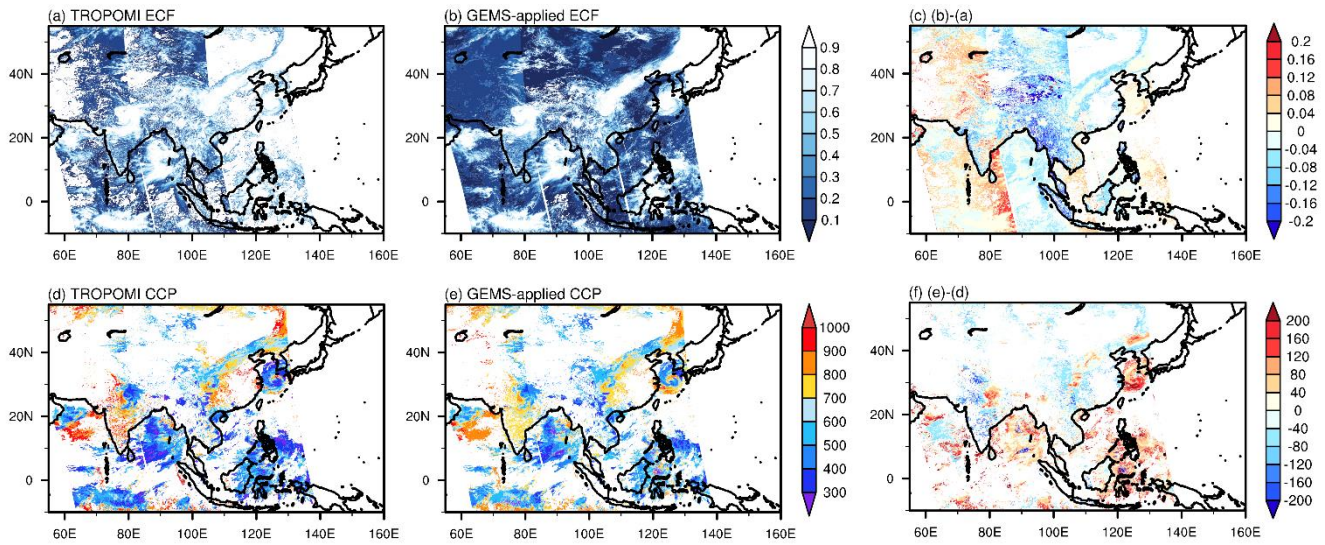 (a) TROPOMI ECF
40N
20N
0
60E 80E 100E 120E 140E 160E
(b) GEMS-applied ECF
40N
20N
0
60E 80E 100E 120E 140E 160E
0.9
0.8
0.7
0.6
0.5
0.4
0.3
0.2
0.1
(c) (b)-(a)
40N
20N
0
60E 80E 100E 120E 140E 160E
0.2
0.16
0.12
0.08
0.04
0
-0.04
-0.08
-0.12
-0.16
-0.2
(d) TROPOMI CCP
40N
20N
0
60E 80E 100E 120E 140E 160E
(e) GEMS-applied CCP
40N
20N
0
60E 80E 100E 120E 140E 160E
1000
900
800
700
600
500
400
300
(f) (e)-(d)
40N
20N
0
60E 80E 100E 120E 140E 160E
200
160
120
80
40
0
-40
-80
-120
-160
-200